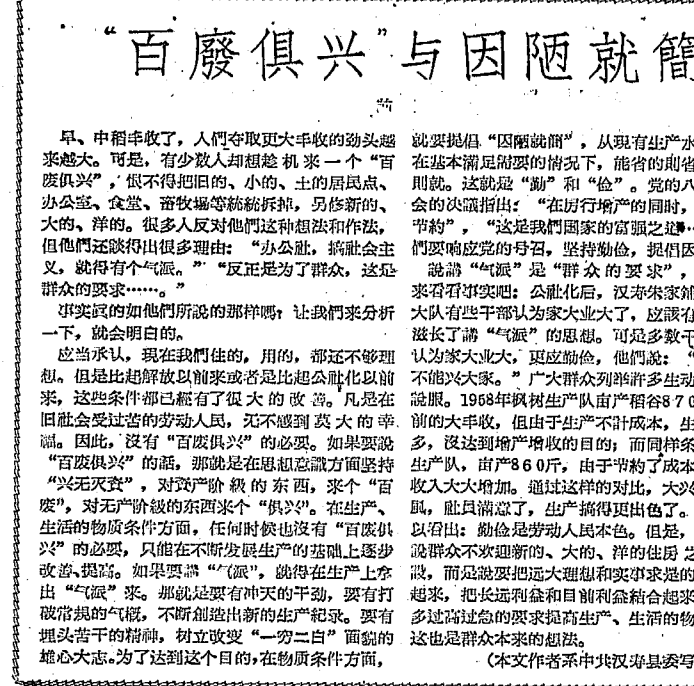 “百廢俱兴”与因陋就簡
早、中稻丰收了，人們夺取更大丰收的劲头越
来越大。可是，有少数人却想趁机来一个“百
废俱兴”，恨不得把旧的、小的、土的居民点、
办公室、食堂、畜牧場等統統拆掉，另修新的、
大的、洋的。很多人反对他們这种想法和作法，
但他們还談得出很多理由：“办公社，搞社会主
义，就得有个气派。”“反正是为了群众，这是
群众的要求……。”
事实真的如他們所說的那样嗎？让我們来分析
一下，就会明白的。
应当承认，现在我們住的，用的，都还不够理
想。但是比起解放以前来或者是比起公社化以前
来，这些条件都已經有了很大的改善。凡是在
旧社会受过苦的劳动人民，无不感到莫大的幸
福。因此，沒有“百废俱兴”的必要。如果要說
“百废俱兴”的話，那就是在思想意識方面坚持
“兴无灭資”，对資产阶級的东西，来个“百
废”，对无产阶級的东西来个“俱兴”。在生产、
生活的物质条件方面，任何时候也沒有“百废俱
兴”的必要，只能在不断发展生产的基础上逐步
改善、提高。如果要講“气派”，就得在生产上拿
出“气派”来。那就是要有冲天的干劲，要有打
破常規的气概，不断創造出新的生产紀录。要有
埋头苦干的精神，树立改变“一穷二白”面貌的
雄心大志。为了达到这个目的，在物质条件方面，
就要提倡“因陋就简”，从現有生产水
在基本滿足需要的情况下，能省的則省
則就。这就是“勤”和“俭”。党的八
会的决議指出：“在厉行增产的同时，
节約”，“这是我們国家的富强之道…
們要响应党的号召，坚持勤俭，提倡因
說講“气派”是“群众的要求”，
来看看事实吧：公社化后，汉寿朱家鋪
大队有些干部认为家大业大了，应該有
滋长了講“气派”的思想。可是多数干
认为家大业大，更应勤俭，他們說：“
不能兴大家。”广大群众列举許多生动
說服。1958年枫树生产队亩产稻谷870
前的大丰收，但由于生产不計成本，生
多，沒达到增产增收的目的；而同样条
生产队，亩产860斤，由于节約了成本
收入大大增加。通过这样的对比，大兴
风，社員滿意了，生产搞得更出色了。
以看出：勤俭是劳动人民本色。但是，
說群众不欢迎新的、大的、洋的住房之
設，而是說要把远大理想和实事求是的
起来，把长远利益和目前利益結合起来
多过高过急的要求提高生产、生活的物
这也是群众本来的想法。
（本文作者系中共汉寿县委写